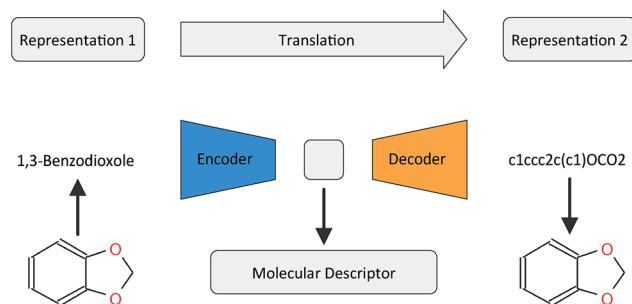 Representation 1
Translation
Representation 2
1,3-Benzodioxole
Encoder
Decoder
c1ccc2c(c1)OCO2
Molecular Descriptor
O
O
O
O